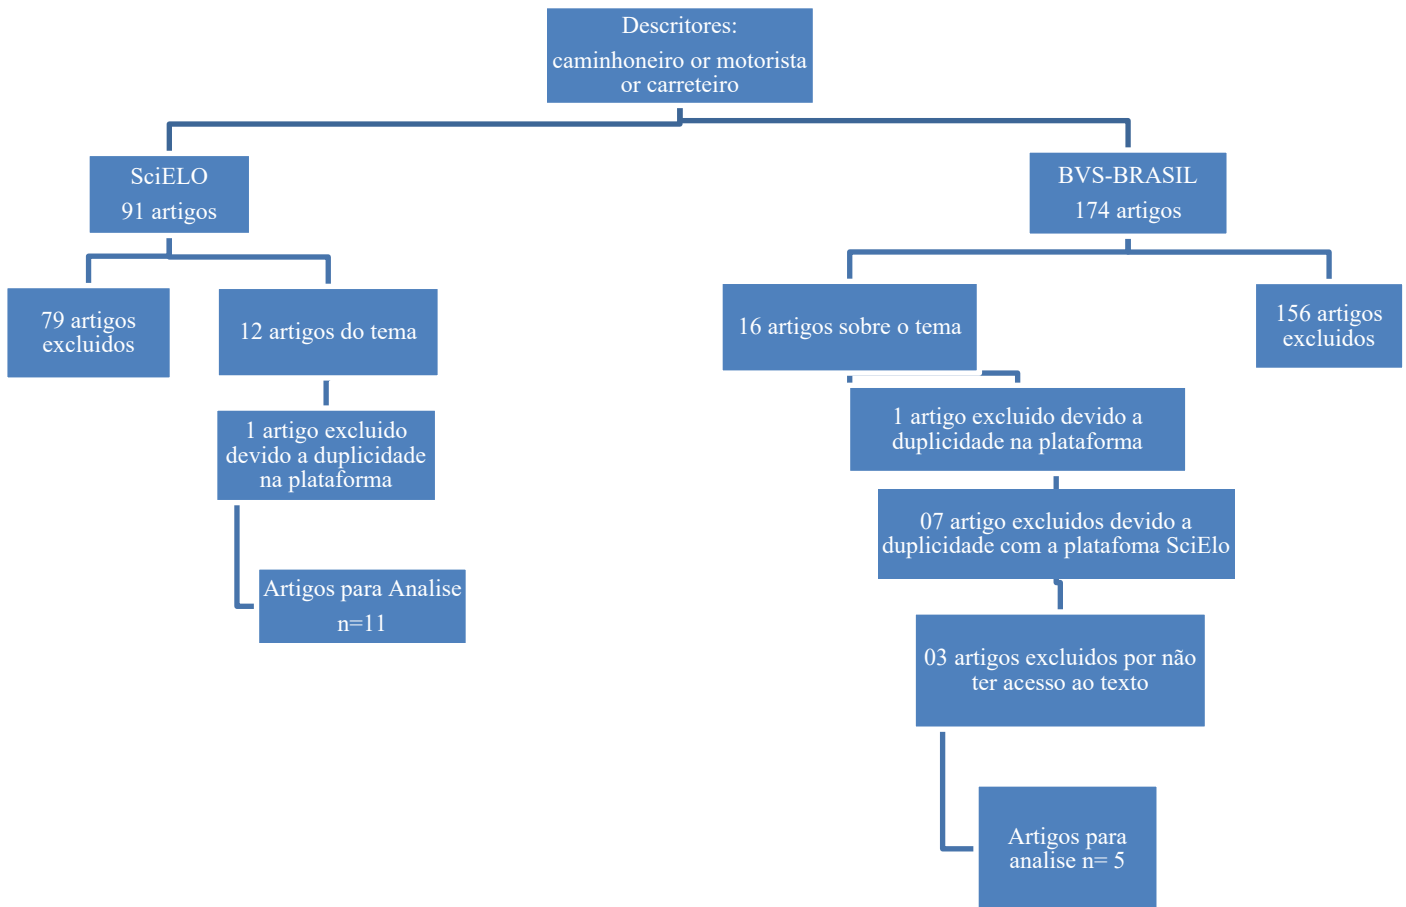 Descritores:
caminhoneiro or motorista
or carreteiro
SciELO
91 artigos
BVS-BRASIL
174 artigos
79 artigos
excluidos
12 artigos do tema
16 artigos sobre o tema
156 artigos
excluidos
1 artigo excluido
devido a duplicidade
na plataforma
1 artigo excluido devido a
duplicidade na plataforma
07 artigo excluidos devido a
duplicidade com a platafoma SciElo
Artigos para Analise
n=11
03 artigos excluidos por não
ter acesso ao texto
Artigos para
analise n= 5